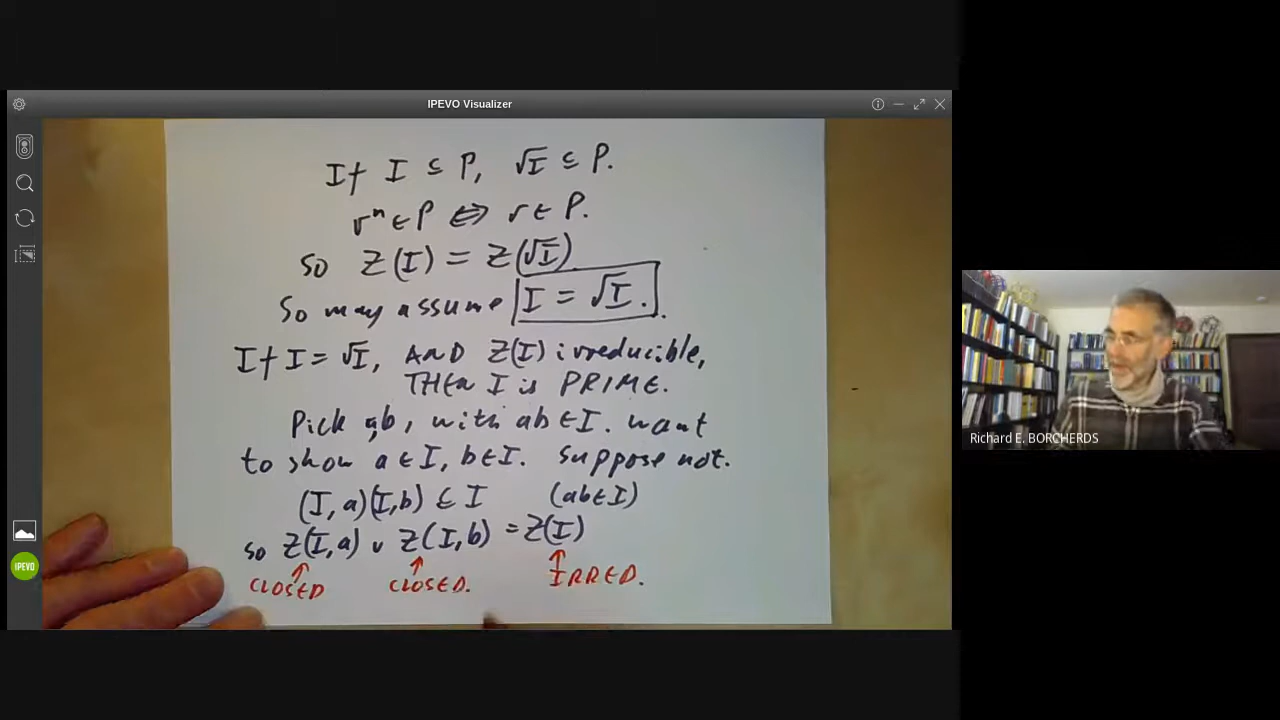 IPEVO Visualizer
If I ⊆ P, √I ⊆ P.
rⁿ ∈ P ⇔ r ∈ P.
so Z(I) = Z(√I)
So may assume I = √I.
If I = √I, AND Z(I) irreducible,
THEN I is PRIME.
Pick a,b, with ab ∈ I. want
to show a ∈ I, b ∈ I. Suppose not.
(I, a)(I, b) ⊆ I (ab ∈ I)
so Z(I, a) ∪ Z(I, b) = Z(I)
CLOSED CLOSED. IRRED.
IPEVO
Richard E. BORCHERDS